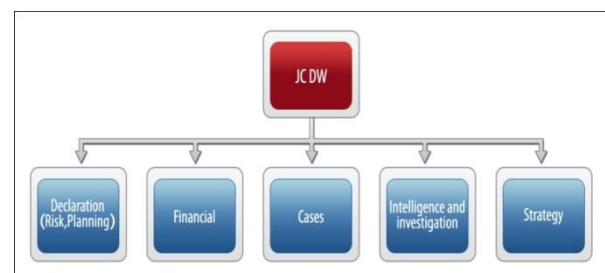 JC DW
Declaration
(Risk,Planning)
Financial
Cases
Intelligence and
investigation
Strategy